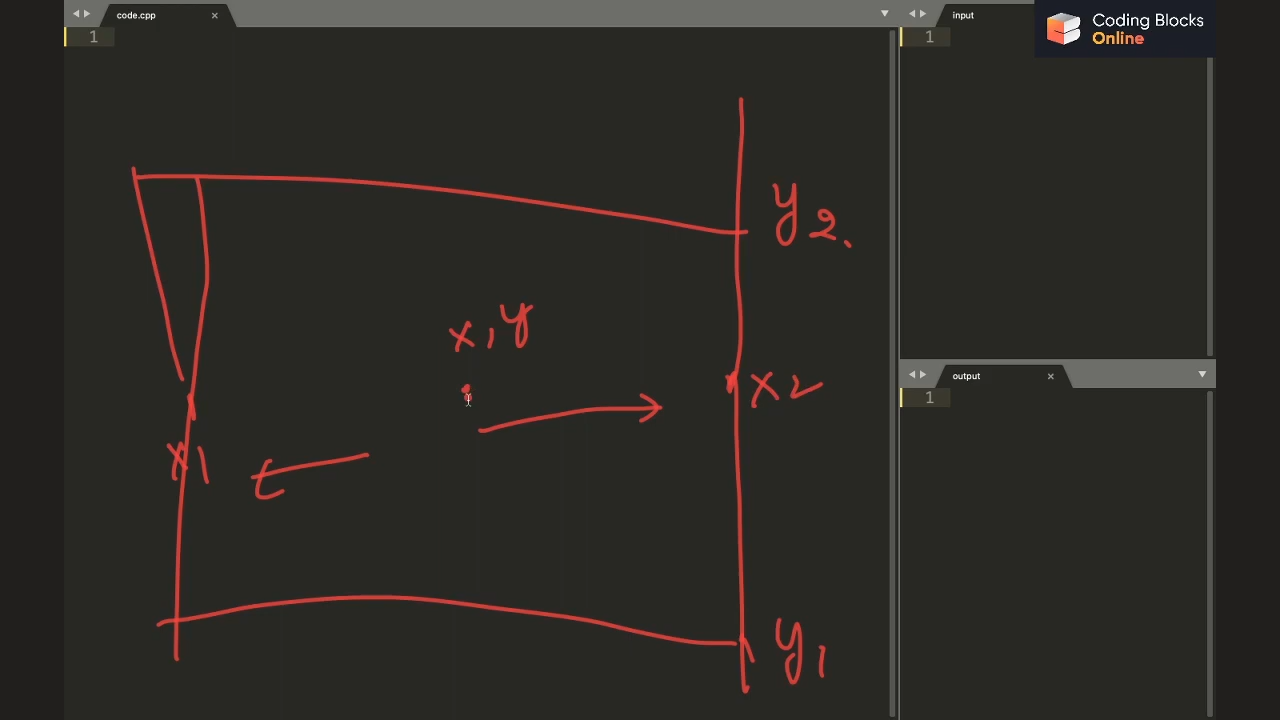 code.cpp
input
Coding Blocks
Online
1
1
y2.
x,y
x2
output
1
x1
y1